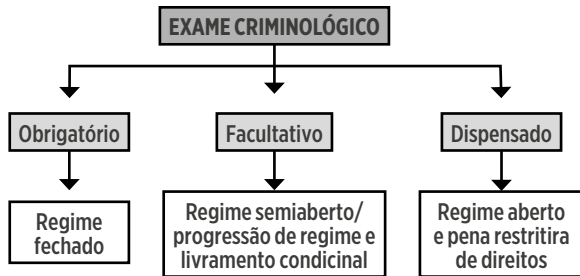 EXAME CRIMINOLÓGICO
Obrigatório
Facultativo
Dispensado
Regime
fechado
Regime semiaberto/
progressão de regime e
livramento condicinal
Regime aberto
e pena restritira
de direitos